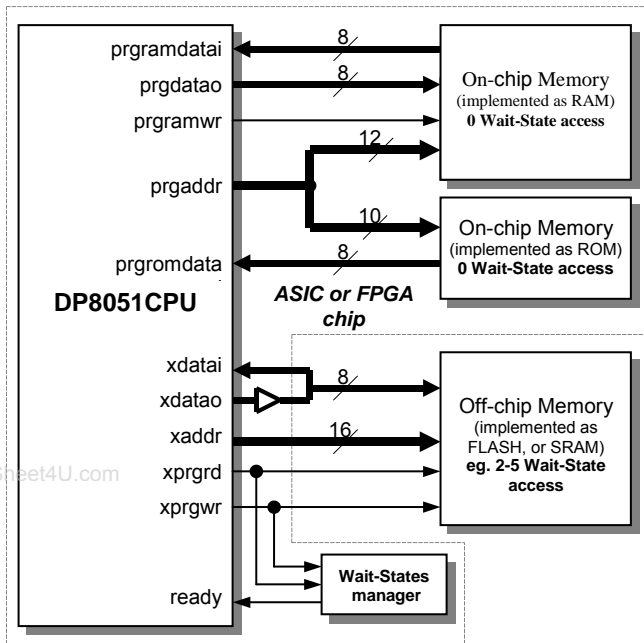 prgramdatai
8
prgdatao
8
prgramwr
On-chip Memory
(implemented as RAM)
0 Wait-State access
12
prgaddr
10
On-chip Memory
(implemented as ROM)
0 Wait-State access
prgromdata
8
DP8051CPU
ASIC or FPGA
chip
xdatai
8
xdatao
Off-chip Memory
(implemented as
FLASH, or SRAM)
eg. 2-5 Wait-State
access
xaddr
16
xprgrd
xprgwr
Sheet4U.com
Wait-States
manager
ready